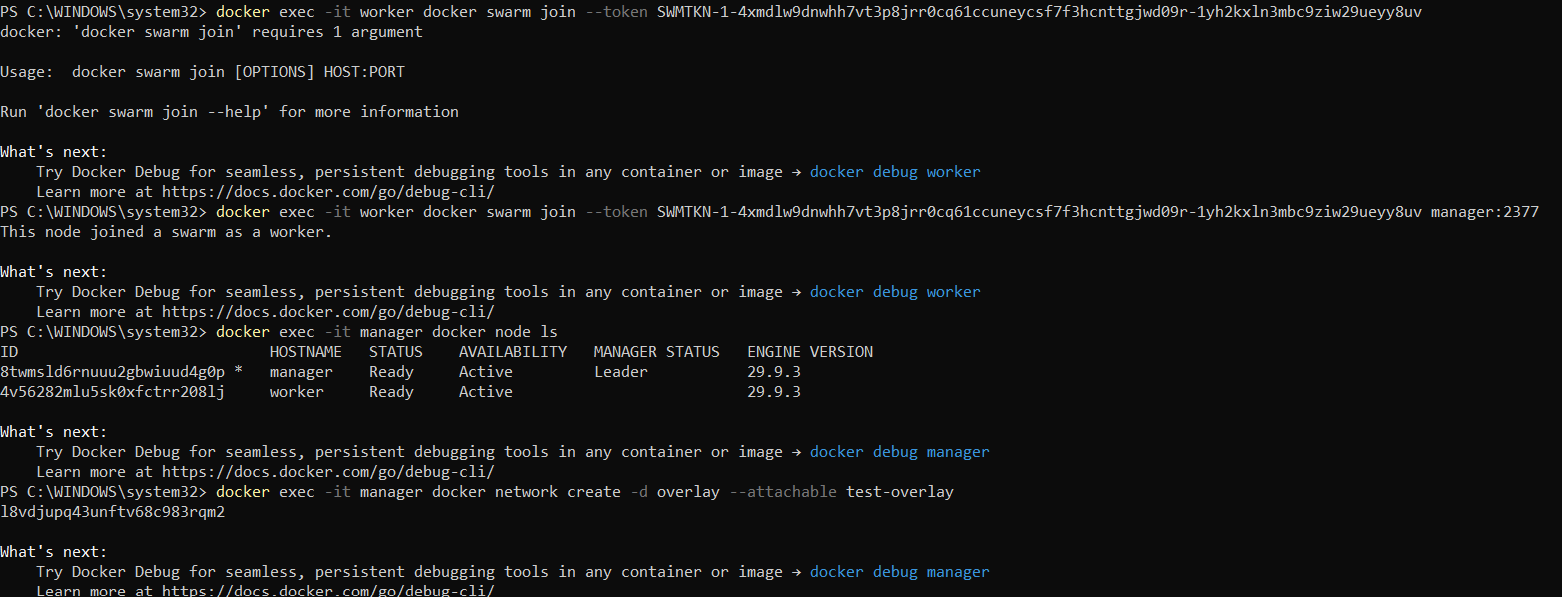 PS C:\WINDOWS\system32> docker exec -it worker docker swarm join --token SWMTKN-1-4xmdlw9dnwhh7vt3p8jrr0cq61ccuneycsf7f3hcnttgjwd09r-1yh2kxln3mbc9ziw29ueyy8uv
docker: 'docker swarm join' requires 1 argument
Usage:  docker swarm join [OPTIONS] HOST:PORT
Run 'docker swarm join --help' for more information
What's next:
    Try Docker Debug for seamless, persistent debugging tools in any container or image → docker debug worker
    Learn more at https://docs.docker.com/go/debug-cli/
PS C:\WINDOWS\system32> docker exec -it worker docker swarm join --token SWMTKN-1-4xmdlw9dnwhh7vt3p8jrr0cq61ccuneycsf7f3hcnttgjwd09r-1yh2kxln3mbc9ziw29ueyy8uv manager:2377
This node joined a swarm as a worker.
What's next:
    Try Docker Debug for seamless, persistent debugging tools in any container or image → docker debug worker
    Learn more at https://docs.docker.com/go/debug-cli/
PS C:\WINDOWS\system32> docker exec -it manager docker node ls
ID                            HOSTNAME   STATUS    AVAILABILITY   MANAGER STATUS   ENGINE VERSION
8twmsld6rnuuu2gbwiuud4g0p *   manager    Ready     Active         Leader           29.9.3
4v56282mlu5sk0xfctrr208lj     worker     Ready     Active                          29.9.3
What's next:
    Try Docker Debug for seamless, persistent debugging tools in any container or image → docker debug manager
    Learn more at https://docs.docker.com/go/debug-cli/
PS C:\WINDOWS\system32> docker exec -it manager docker network create -d overlay --attachable test-overlay
l8vdjupq43unftv68c983rqm2
What's next:
    Try Docker Debug for seamless, persistent debugging tools in any container or image → docker debug manager
    Learn more at https://docs.docker.com/go/debug-cli/